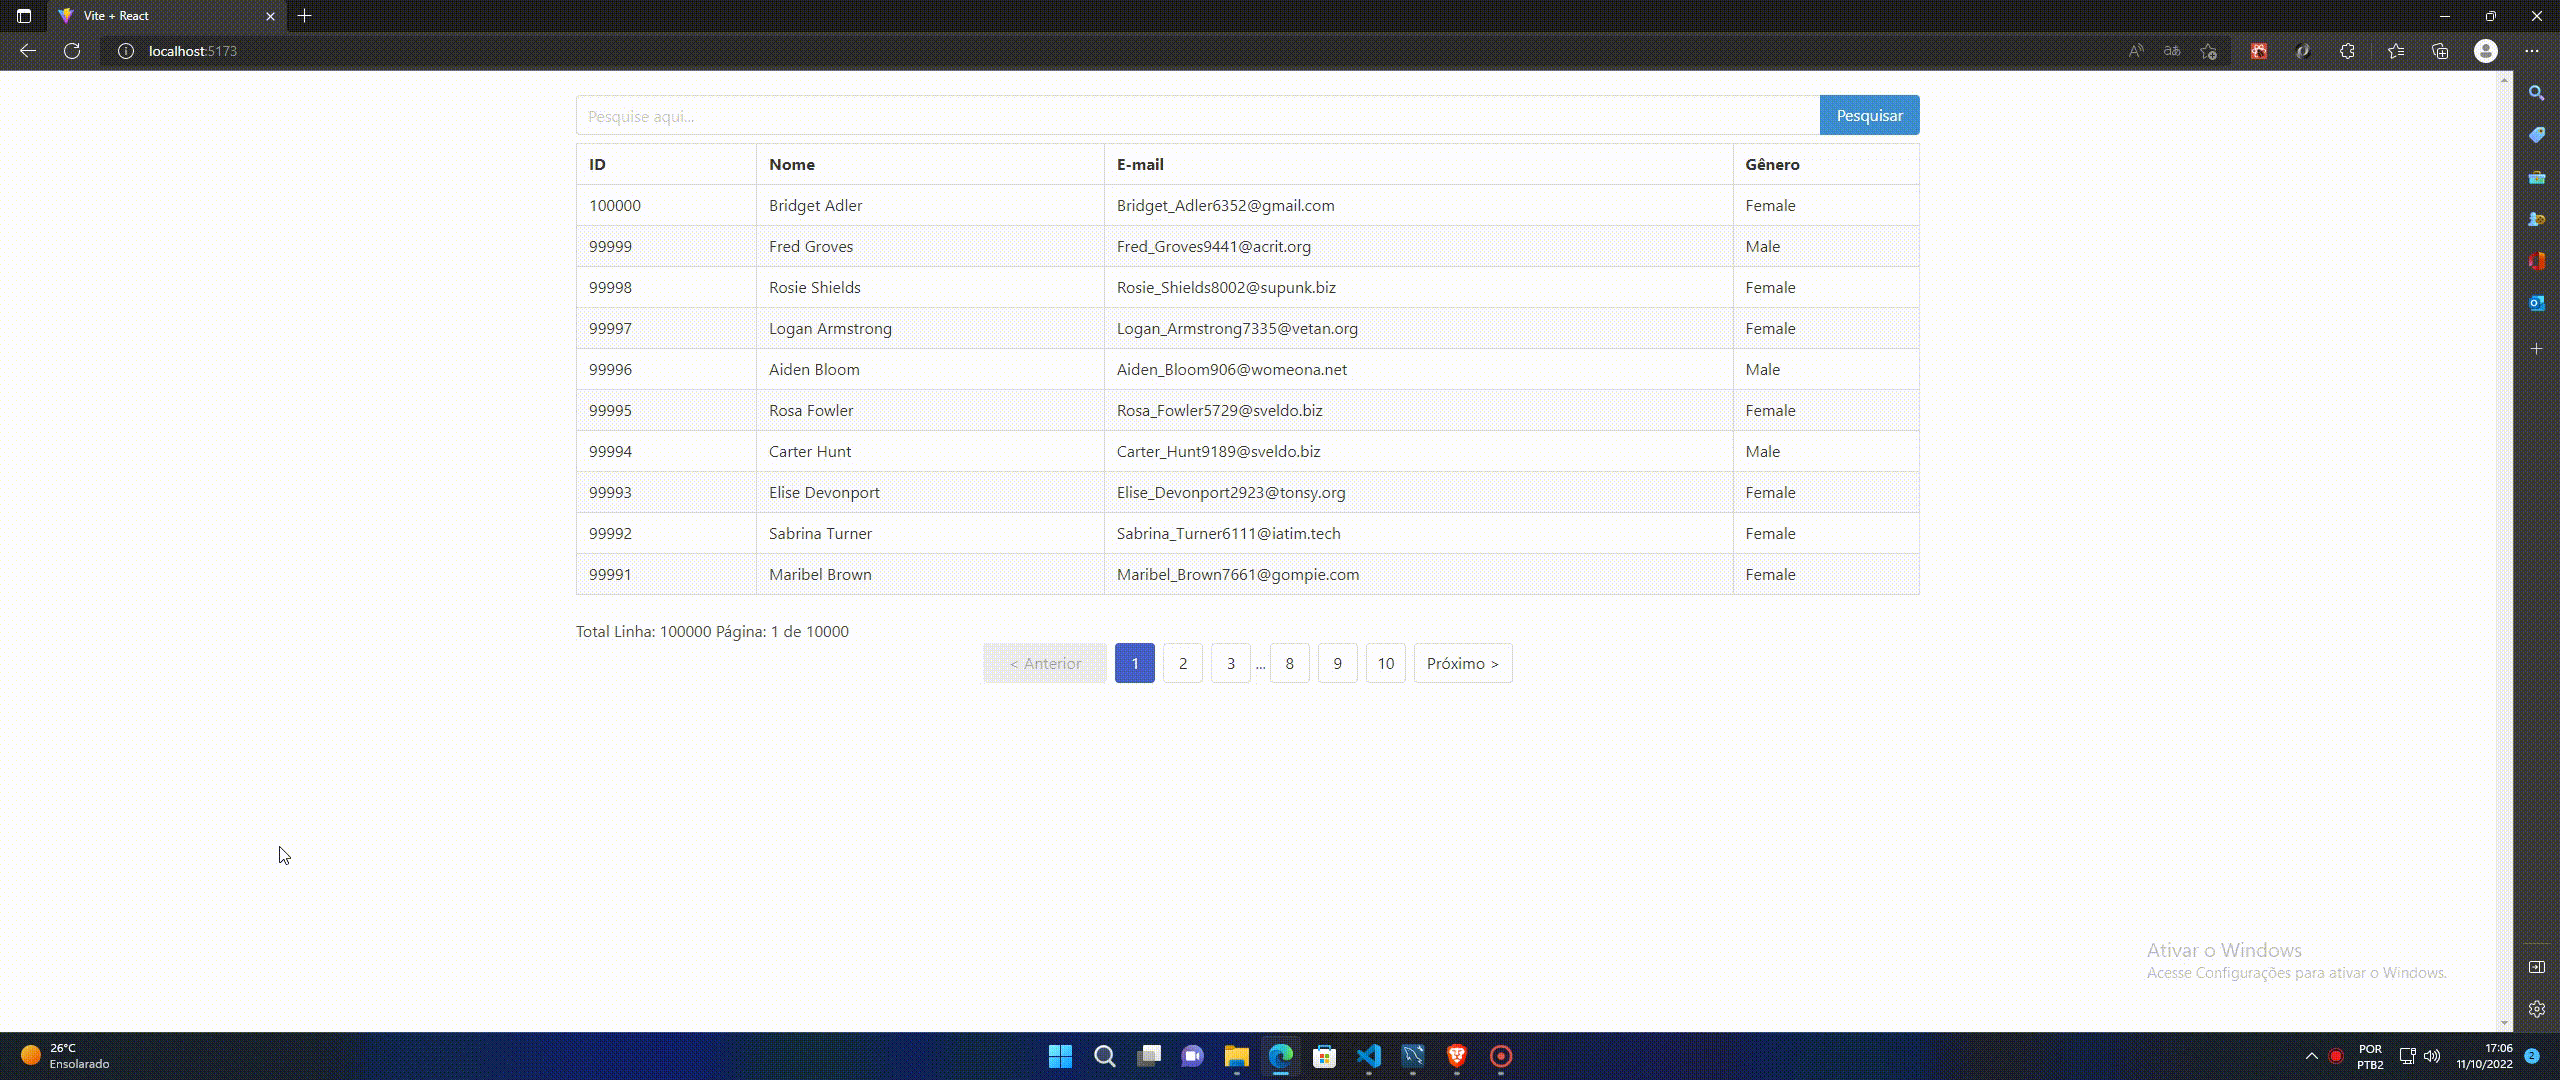 Vite + React
localhost:5173
Pesquise aqui... Pesquisar
ID Nome E-mail Gênero
100000 Bridget Adler Bridget_Adler6352@gmail.com Female
99999 Fred Groves Fred_Groves9441@acrit.org Male
99998 Rosie Shields Rosie_Shields8002@supunk.biz Female
99997 Logan Armstrong Logan_Armstrong7335@vetan.org Female
99996 Aiden Bloom Aiden_Bloom906@womeona.net Male
99995 Rosa Fowler Rosa_Fowler5729@sveldo.biz Female
99994 Carter Hunt Carter_Hunt9189@sveldo.biz Male
99993 Elise Devonport Elise_Devonport2923@tonsy.org Female
99992 Sabrina Turner Sabrina_Turner6111@iatim.tech Female
99991 Maribel Brown Maribel_Brown7661@gompie.com Female
Total Linha: 100000 Página: 1 de 10000
< Anterior 1 2 3 ... 8 9 10 Próximo >
Ativar o Windows
Acesse Configurações para ativar o Windows.
26°C
Ensolarado
POR
PTB2
17:06
11/10/2022
2